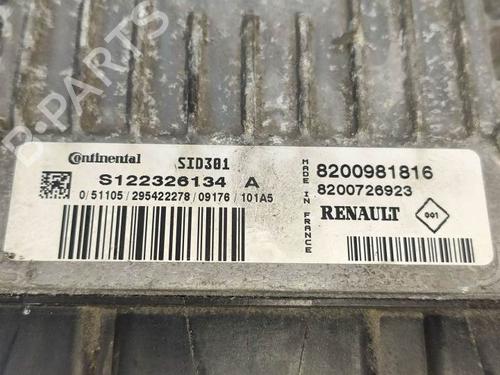 Continental SID301
S122326134 A
0/51105/295422278/09176/101A5
MADE IN FRANCE
8200981816
8200726923
RENAULT
001
B-PARTS